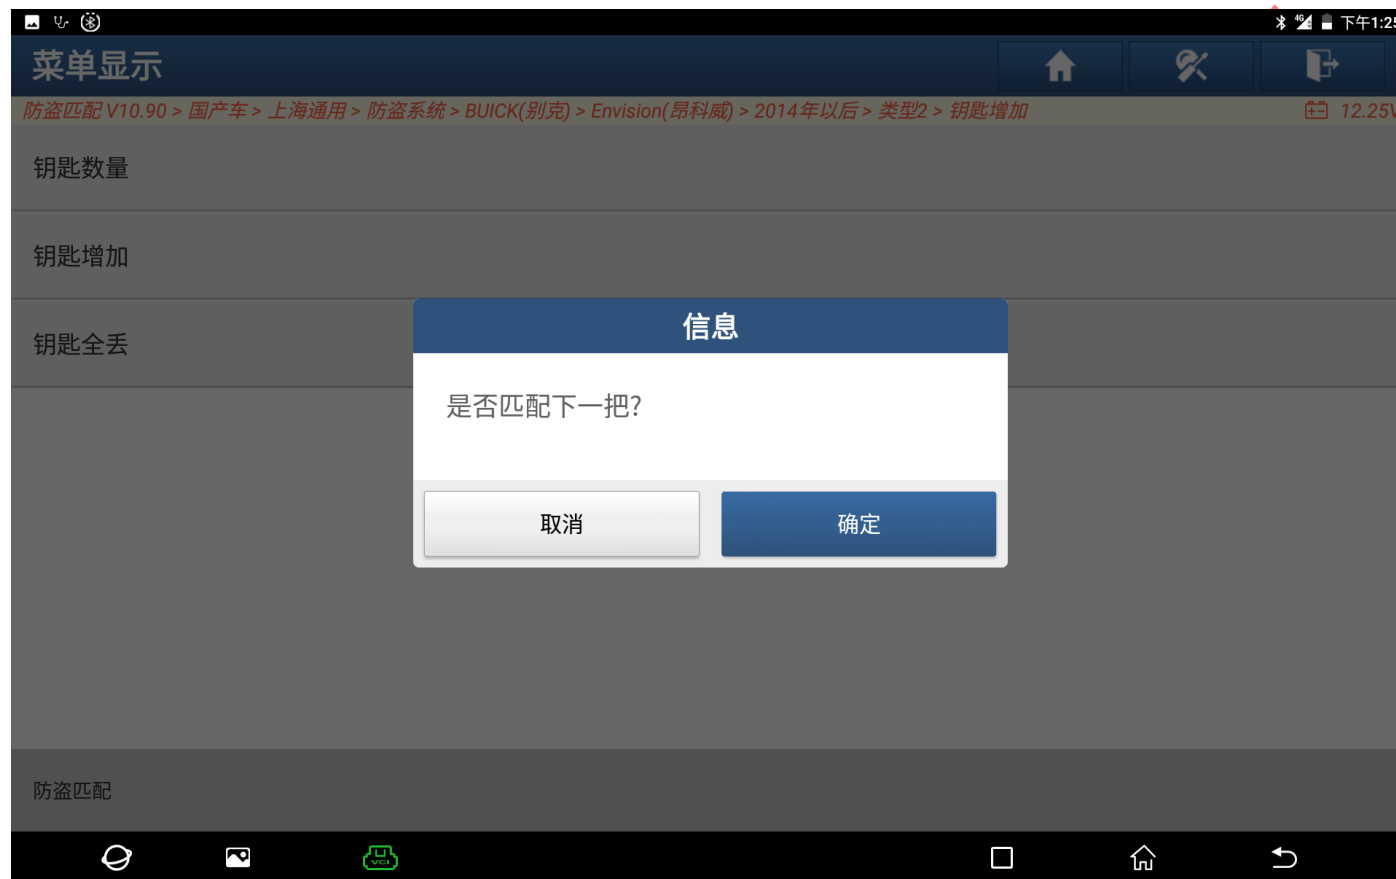 4G 下午1:25
菜单显示
防盗匹配 V10.90 > 国产车 > 上海通用 > 防盗系统 > BUICK(别克) > Envision(昂科威) > 2014年以后 > 类型2 > 钥匙增加 12.25V
钥匙数量
钥匙增加
钥匙全丢
信息
是否匹配下一把?
取消 确定
防盗匹配
VCI